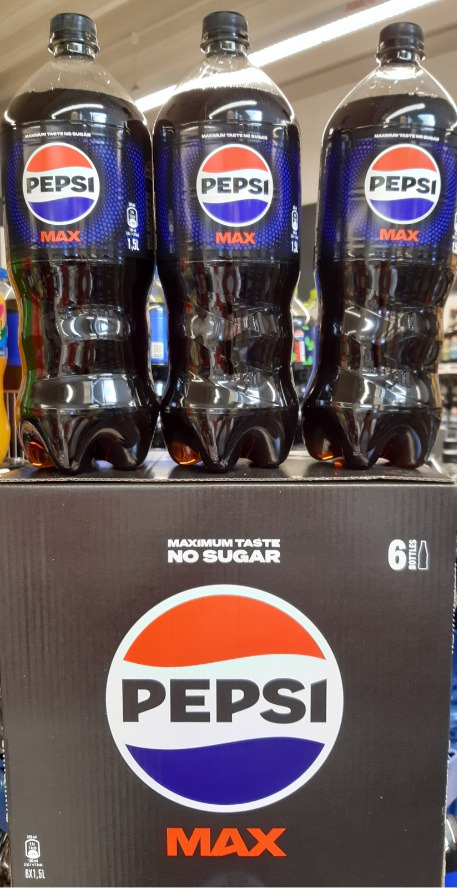 MAXIMUM TASTE NO SUGAR
PEPSI
MAX
1,5L
MAXIMUM TASTE NO SUGAR
PEPSI
MAX
MAXIMUM TASTE NO SUGAR
PEPSI
MAX
MAXIMUM TASTE
NO SUGAR
6 BOTTLES
PEPSI
MAX
6X1,5L